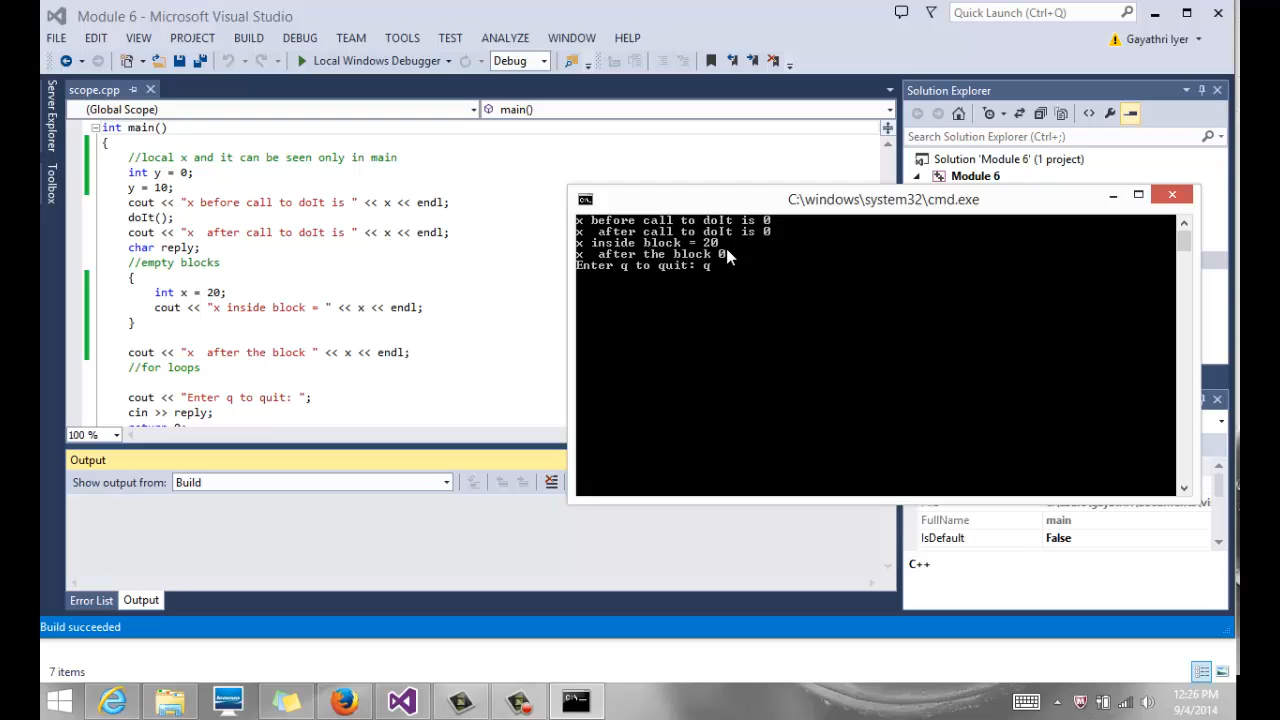 Module 6 - Microsoft Visual Studio
Quick Launch (Ctrl+Q)
FILE EDIT VIEW PROJECT BUILD DEBUG TEAM TOOLS TEST ANALYZE WINDOW HELP
Gayathri Iyer
Local Windows Debugger Debug
Server Explorer
Toolbox
scope.cpp
(Global Scope) main()
int main()
{
//local x and it can be seen only in main
int y = 0;
y = 10;
cout << "x before call to doIt is " << x << endl;
doIt();
cout << "x  after call to doIt is " << x << endl;
char reply;
//empty blocks
{
int x = 20;
cout << "x inside block = " << x << endl;
}
cout << "x  after the block " << x << endl;
//for loops
cout << "Enter q to quit: ";
cin >> reply;
100 %
Solution Explorer
Search Solution Explorer (Ctrl+;)
Solution 'Module 6' (1 project)
Module 6
C:\windows\system32\cmd.exe
x before call to doIt is 0
x  after call to doIt is 0
x inside block = 20
x  after the block 0
Enter q to quit: q
Output
Show output from: Build
FullName main
IsDefault False
C++
Error List Output
Build succeeded
7 items
12:26 PM
9/4/2014